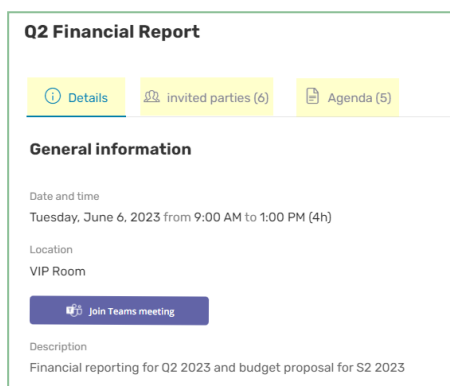 Q2 Financial Report
Details invited parties (6) Agenda (5)
General information
Date and time
Tuesday, June 6, 2023 from 9:00 AM to 1:00 PM (4h)
Location
VIP Room
Join Teams meeting
Description
Financial reporting for Q2 2023 and budget proposal for S2 2023